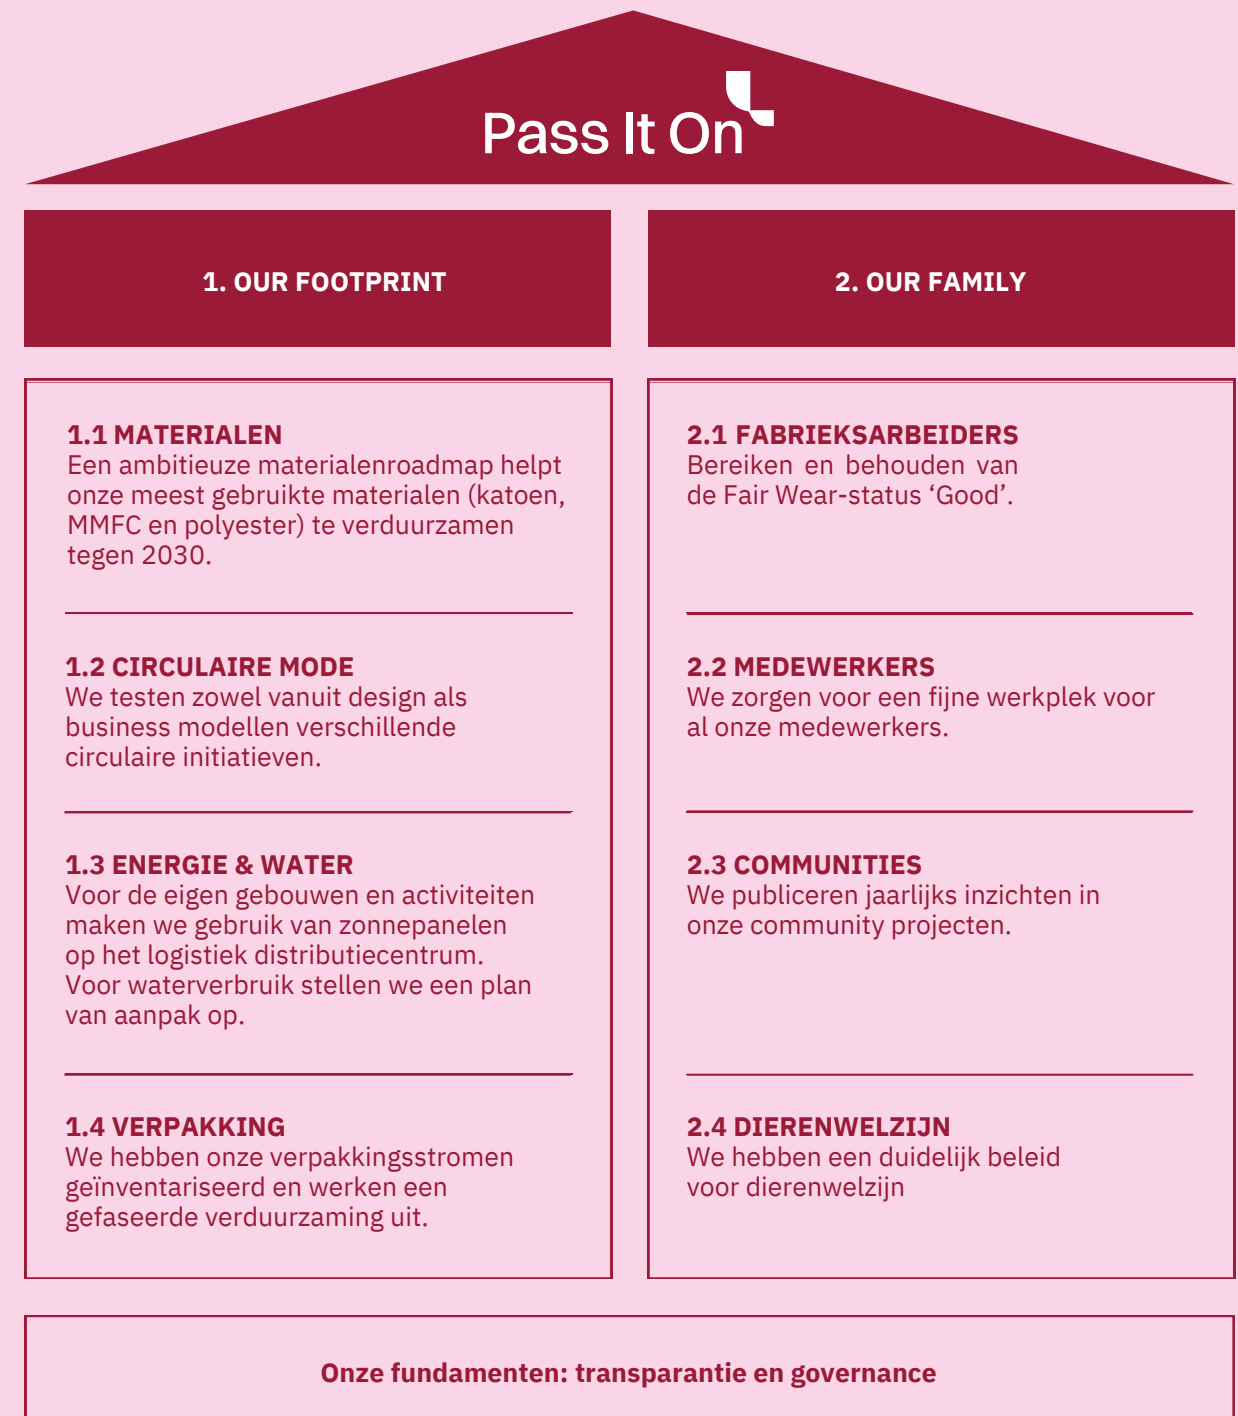 Pass It On
1. OUR FOOTPRINT
1.1 MATERIALEN
Een ambitieuze materialenroadmap helpt
onze meest gebruikte materialen (katoen,
MMFC en polyester) te verduurzamen
tegen 2030.
1.2 CIRCULAIRE MODE
We testen zowel vanuit design als
business modellen verschillende
circulaire initiatieven.
1.3 ENERGIE & WATER
Voor de eigen gebouwen en activiteiten
maken we gebruik van zonnepanelen
op het logistiek distributiecentrum.
Voor waterverbruik stellen we een plan
van aanpak op.
1.4 VERPAKKING
We hebben onze verpakkingsstromen
geïnventariseerd en werken een
gefaseerde verduurzaming uit.
2. OUR FAMILY
2.1 FABRIEKSARBEIDERS
Bereiken en behouden van
de Fair Wear-status ‘Good’.
2.2 MEDEWERKERS
We zorgen voor een fijne werkplek voor
al onze medewerkers.
2.3 COMMUNITIES
We publiceren jaarlijks inzichten in
onze community projecten.
2.4 DIERENWELZIJN
We hebben een duidelijk beleid
voor dierenwelzijn
Onze fundamenten: transparantie en governance